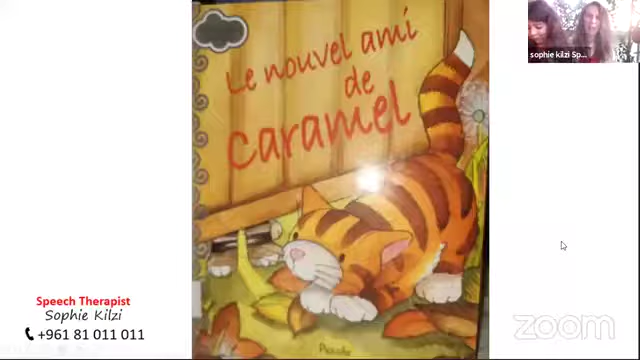 Le nouvel ami
de
caramel
sophie kilzi Sp...
Speech Therapist
Sophie Kilzi
+961 81 011 011
zoom